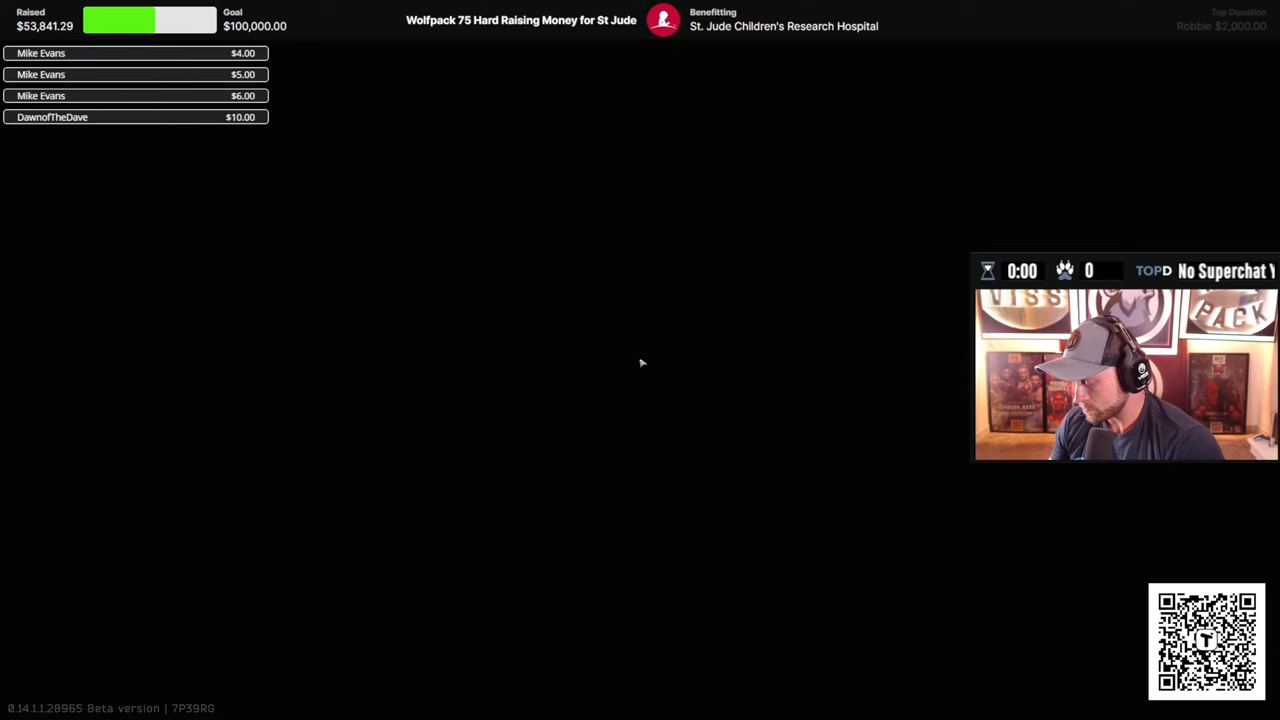 Raised
$53,841.29
Goal
$100,000.00
Wolfpack 75 Hard Raising Money for St Jude
Benefitting
St. Jude Children's Research Hospital
Top Donation
Robbie $2,000.00
Mike Evans $4.00
Mike Evans $5.00
Mike Evans $6.00
DawnofTheDave $10.00
0:00 0 TOPD No Superchat Y
VISS
PACK
T
0.14.1.1.28965 Beta version | 7P39RG